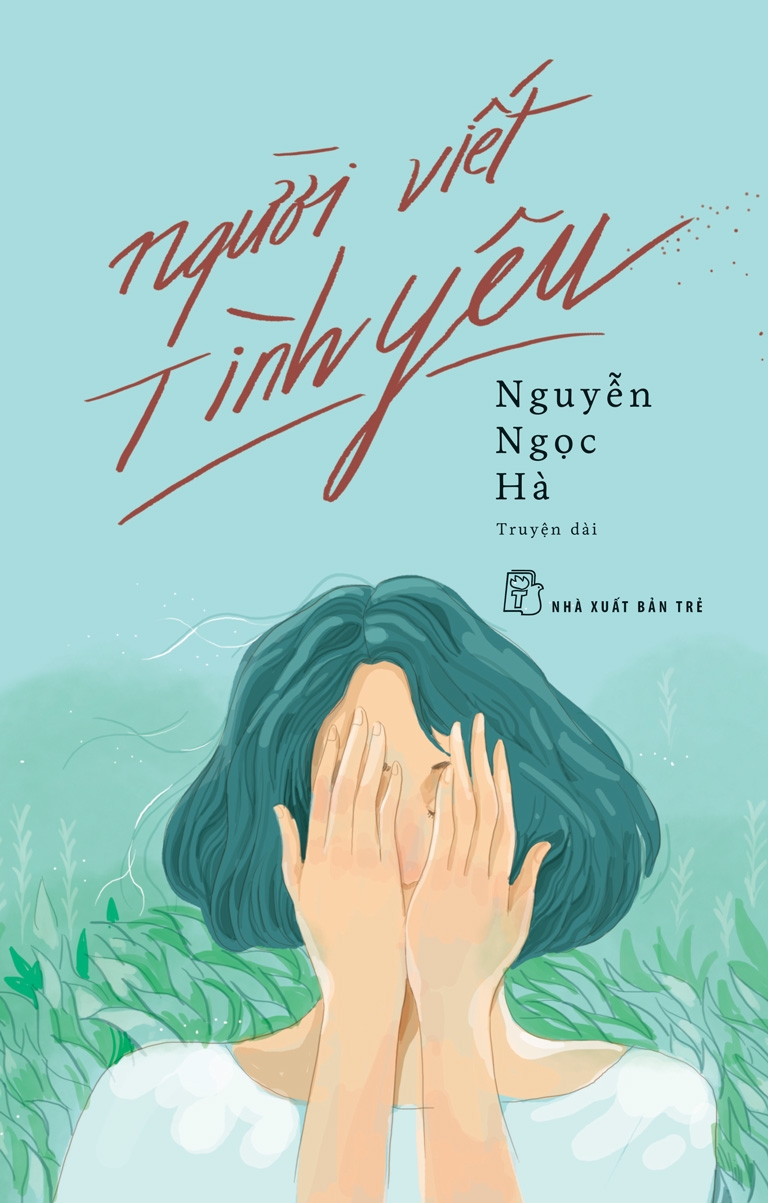 người viết
Tình yêu
Nguyễn
Ngọc
Hà
Truyện dài
T
NHÀ XUẤT BẢN TRẺ